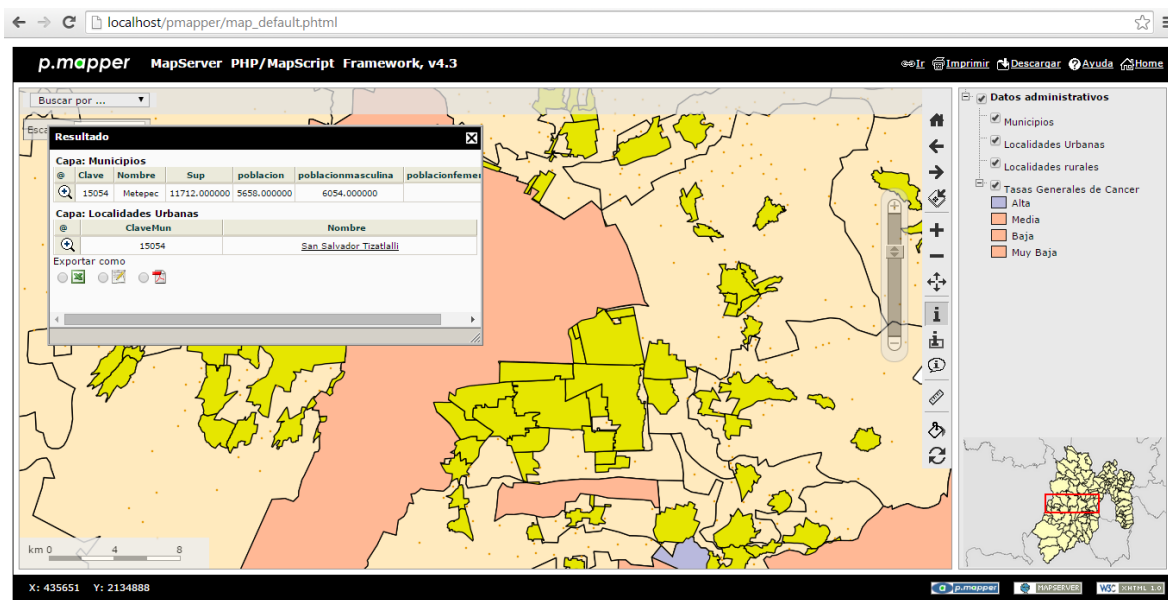 localhost/pmapper/map_default.phtml
p.mapper MapServer PHP/MapScript Framework, v4.3
Ir Imprimir Descargar Ayuda Home
Buscar por ...
Esca
Resultado
Capa: Municipios
@ Clave Nombre Sup poblacion poblacionmasculina poblacionfemen
15054 Metepec 11712.000000 5658.000000 6054.000000
Capa: Localidades Urbanas
@ ClaveMun Nombre
15054 San Salvador Tizatlalli
Exportar como
Datos administrativos
Municipios
Localidades Urbanas
Localidades rurales
Tasas Generales de Cancer
Alta
Media
Baja
Muy Baja
km 0 4 8
X: 435651 Y: 2134888
p.mapper MAPSERVER W3C XHTML 1.0